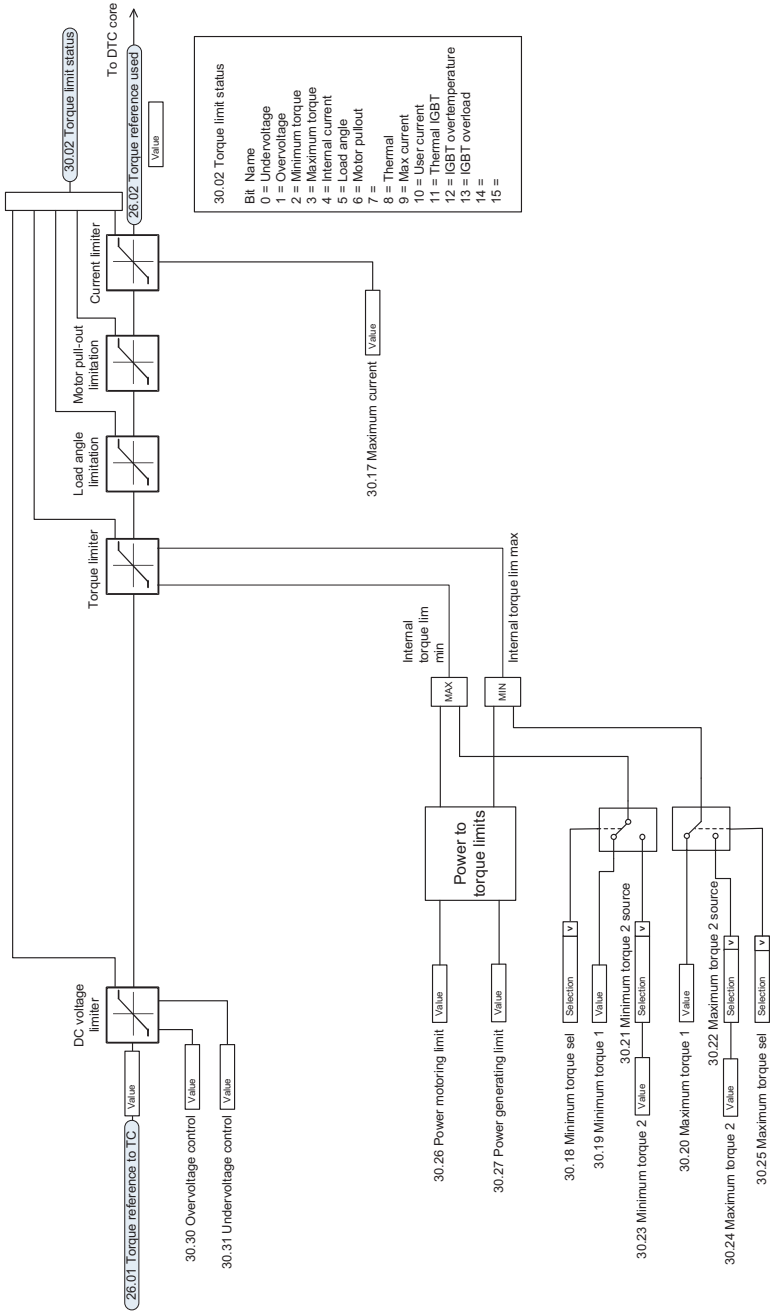 26.01 Torque reference to TC
Value
30.30 Overvoltage control
Value
30.31 Undervoltage control
Value
DC voltage
limiter
Torque limiter
Load angle
limitation
Motor pull-out
limitation
Current limiter
30.02 Torque limit status
26.02 Torque reference used
Value
To DTC core
30.17 Maximum current
Value
30.02 Torque limit status
Bit Name
0 = Undervoltage
1 = Overvoltage
2 = Minimum torque
3 = Maximum torque
4 = Internal current
5 = Load angle
6 = Motor pullout
7 =
8 = Thermal
9 = Max current
10 = User current
11 = Thermal IGBT
12 = IGBT overtemperature
13 = IGBT overload
14 =
15 =
30.26 Power motoring limit
Value
30.27 Power generating limit
Value
Power to
torque limits
MAX
MIN
Internal
torque lim
min
Internal torque lim max
30.18 Minimum torque sel
Selection
v
30.19 Minimum torque 1
Value
30.21 Minimum torque 2 source
30.23 Minimum torque 2
Value
Selection
v
30.20 Maximum torque 1
Value
30.22 Maximum torque 2 source
30.24 Maximum torque 2
Value
Selection
v
30.25 Maximum torque sel
Selection
v